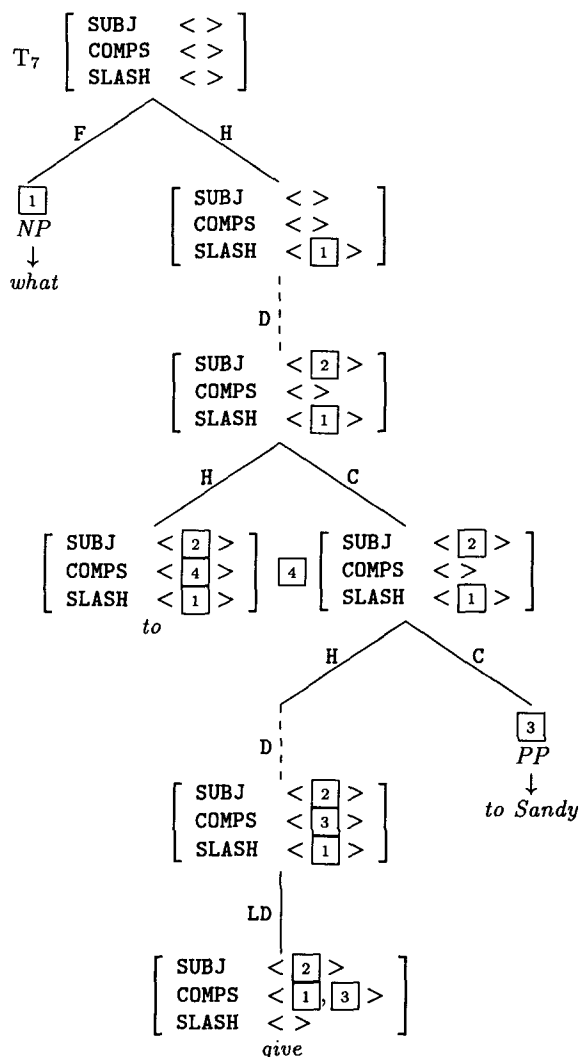 T₇ [ SUBJ < >
COMPS < >
SLASH < > ]
F H
1
NP
↓
what
[ SUBJ < >
COMPS < >
SLASH < 1 > ]
D
[ SUBJ < 2 >
COMPS < >
SLASH < 1 > ]
H C
[ SUBJ < 2 >
COMPS < 4 >
SLASH < 1 > ]
to
4 [ SUBJ < 2 >
COMPS < >
SLASH < 1 > ]
H C
3
PP
↓
to Sandy
D
[ SUBJ < 2 >
COMPS < 3 >
SLASH < 1 > ]
LD
[ SUBJ < 2 >
COMPS < 1 , 3 >
SLASH < > ]
give